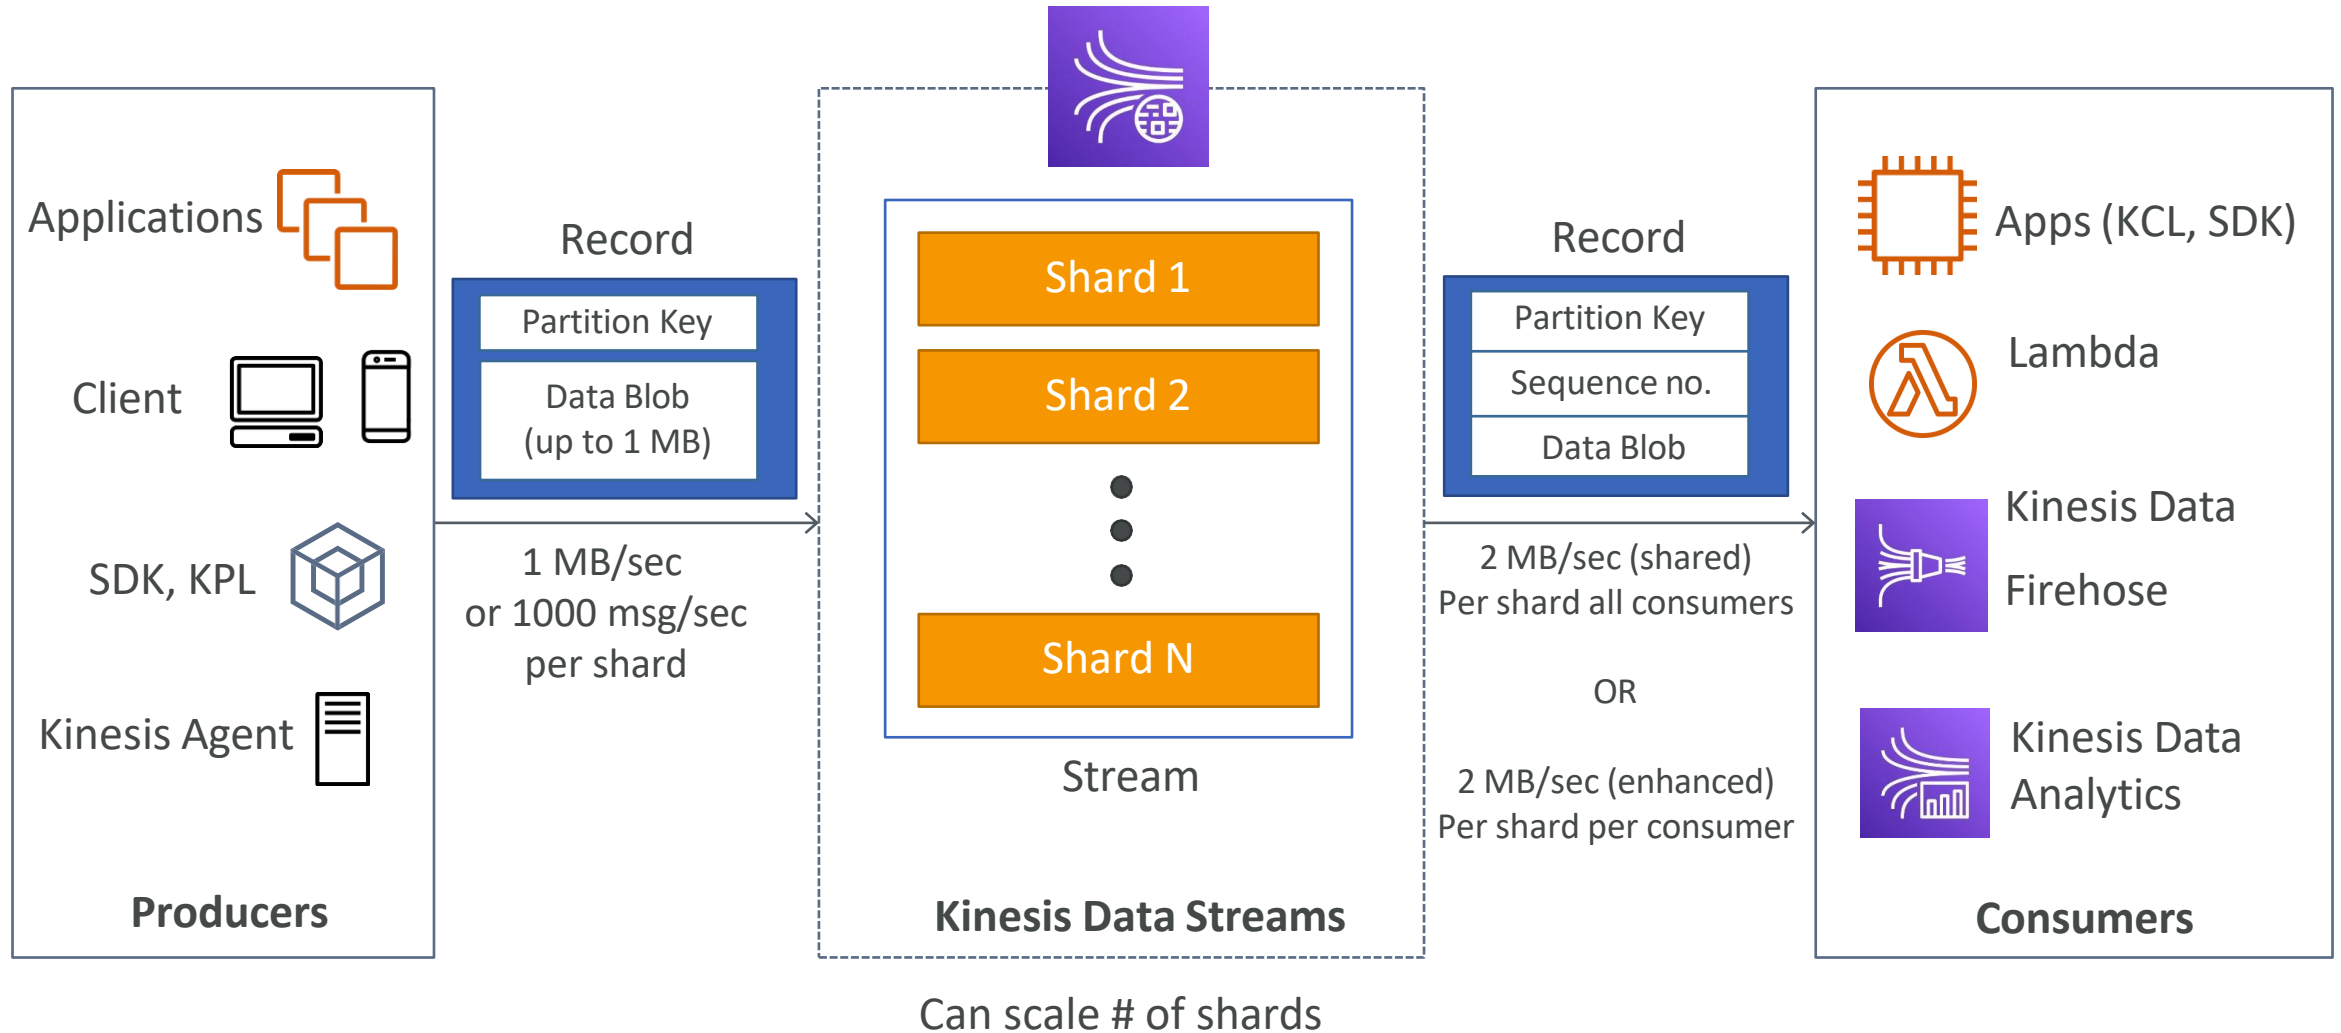 Applications
Client
SDK, KPL
Kinesis Agent
Producers
Record
Partition Key
Data Blob
(up to 1 MB)
1 MB/sec
or 1000 msg/sec
per shard
Shard 1
Shard 2
Shard N
Stream
Kinesis Data Streams
Can scale # of shards
Record
Partition Key
Sequence no.
Data Blob
2 MB/sec (shared)
Per shard all consumers
OR
2 MB/sec (enhanced)
Per shard per consumer
Apps (KCL, SDK)
Lambda
Kinesis Data
Firehose
Kinesis Data
Analytics
Consumers